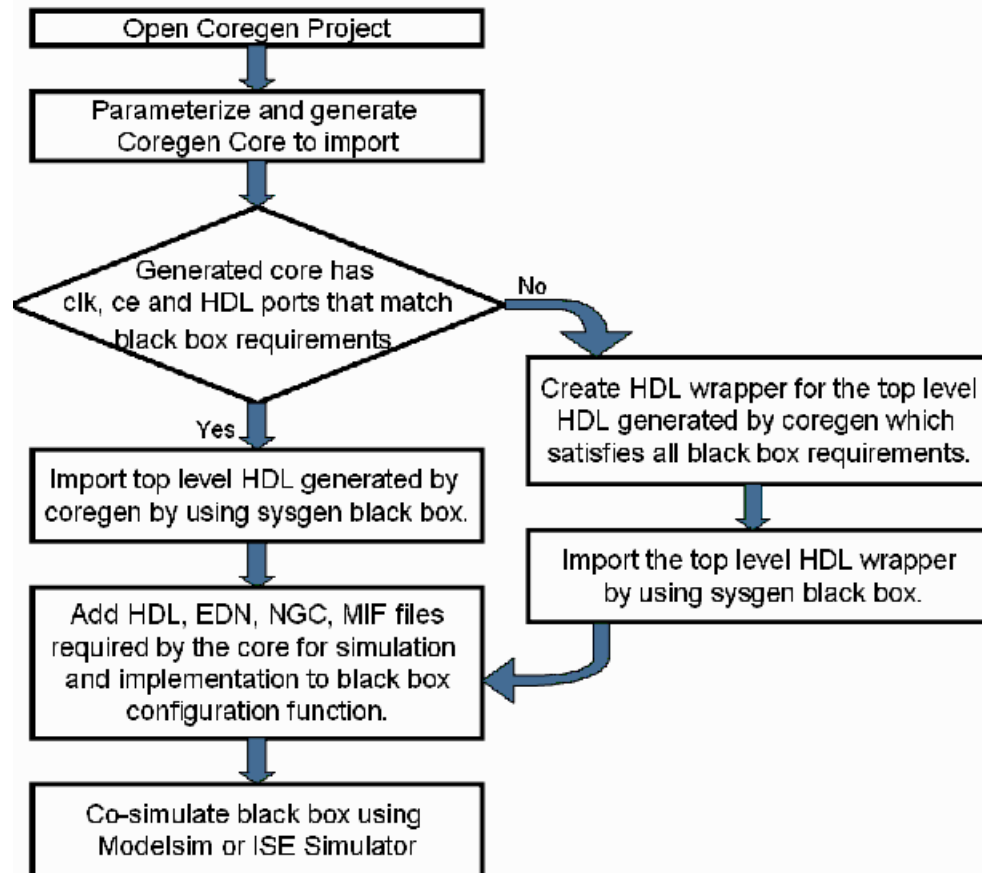 Open Coregen Project
Parameterize and generate
Coregen Core to import
Generated core has
clk, ce and HDL ports that match
black box requirements
No
Yes
Create HDL wrapper for the top level
HDL generated by coregen which
satisfies all black box requirements.
Import top level HDL generated by
coregen by using sysgen black box.
Import the top level HDL wrapper
by using sysgen black box.
Add HDL, EDN, NGC, MIF files
required by the core for simulation
and implementation to black box
configuration function.
Co-simulate black box using
Modelsim or ISE Simulator